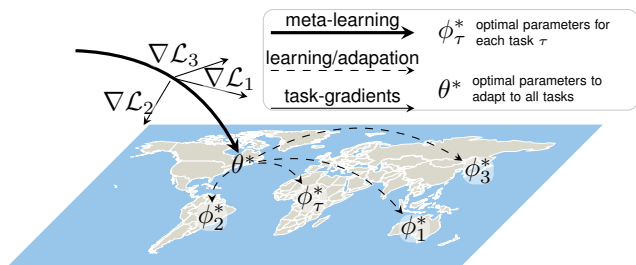 meta-learning
learning/adapation
task-gradients
ϕ*τ optimal parameters for
each task τ
θ* optimal parameters to
adapt to all tasks
∇ℒ₃
∇ℒ₁
∇ℒ₂
θ*
ϕ*₃
ϕ*τ
ϕ*₂
ϕ*₁